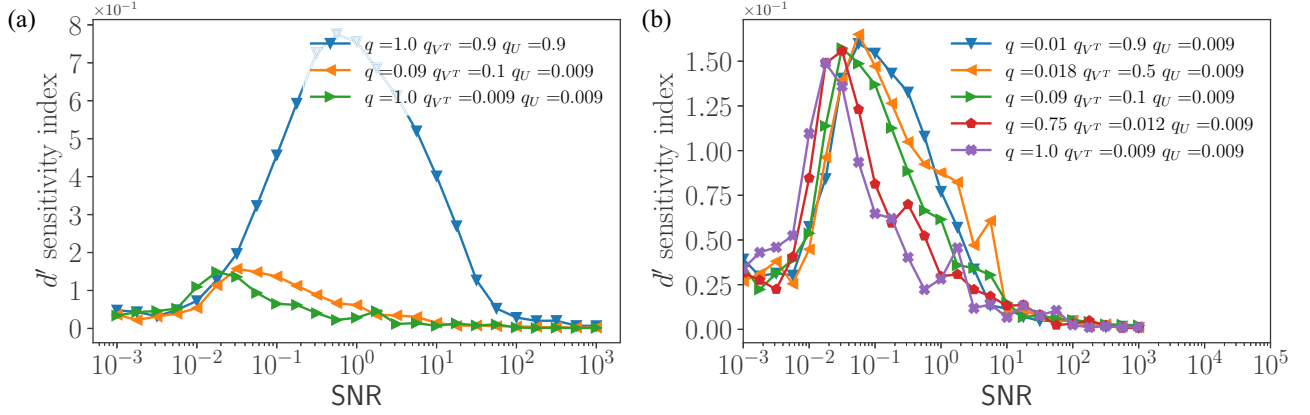 (a)
×10⁻¹
8
7
6
5
4
3
2
1
0
d′ sensitivity index
q =1.0 q_{V^T} =0.9 q_U =0.9
q =0.09 q_{V^T} =0.1 q_U =0.009
q =1.0 q_{V^T} =0.009 q_U =0.009
10⁻³ 10⁻² 10⁻¹ 10⁰ 10¹ 10² 10³
SNR
(b)
×10⁻¹
1.50
1.25
1.00
0.75
0.50
0.25
0.00
d′ sensitivity index
q =0.01 q_{V^T} =0.9 q_U =0.009
q =0.018 q_{V^T} =0.5 q_U =0.009
q =0.09 q_{V^T} =0.1 q_U =0.009
q =0.75 q_{V^T} =0.012 q_U =0.009
q =1.0 q_{V^T} =0.009 q_U =0.009
10⁻³ 10⁻² 10⁻¹ 10⁰ 10¹ 10² 10³ 10⁴ 10⁵
SNR